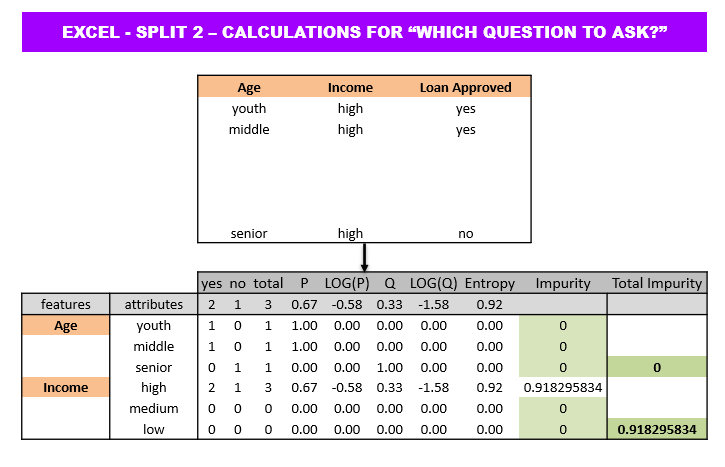 EXCEL - SPLIT 2 – CALCULATIONS FOR “WHICH QUESTION TO ASK?”
Age Income Loan Approved
youth high yes
middle high yes
senior high no
yes no total P LOG(P) Q LOG(Q) Entropy Impurity Total Impurity
features attributes 2 1 3 0.67 -0.58 0.33 -1.58 0.92
Age youth 1 0 1 1.00 0.00 0.00 0.00 0.00 0
middle 1 0 1 1.00 0.00 0.00 0.00 0.00 0
senior 0 1 1 0.00 0.00 1.00 0.00 0.00 0 0
Income high 2 1 3 0.67 -0.58 0.33 -1.58 0.92 0.918295834
medium 0 0 0 0.00 0.00 0.00 0.00 0.00 0
low 0 0 0 0.00 0.00 0.00 0.00 0.00 0 0.918295834